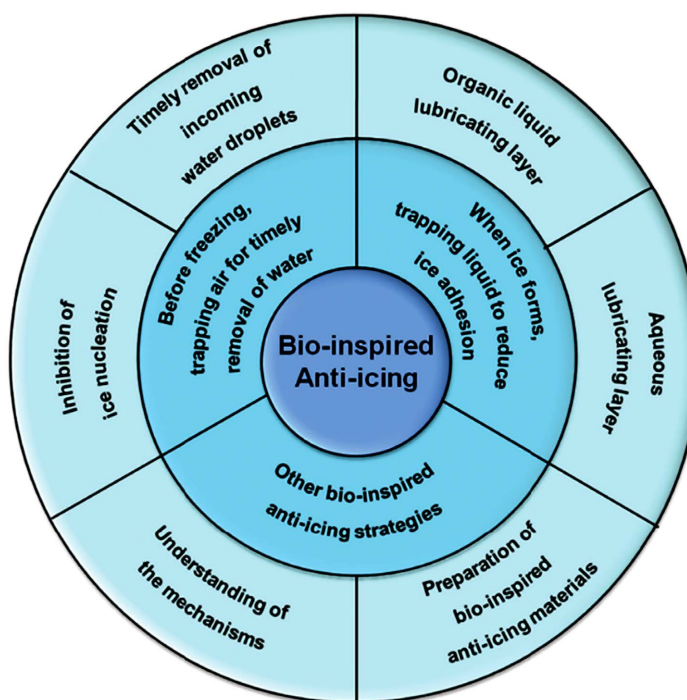 Bio-inspired
Anti-icing
Before freezing,
trapping air for timely
removal of water
When ice forms,
trapping liquid to reduce
ice adhesion
Other bio-inspired
anti-icing strategies
Timely removal of
incoming
water droplets
Organic liquid
lubricating layer
Aqueous
lubricating layer
Preparation of
bio-inspired
anti-icing materials
Understanding of
the mechanisms
Inhibition of
ice nucleation